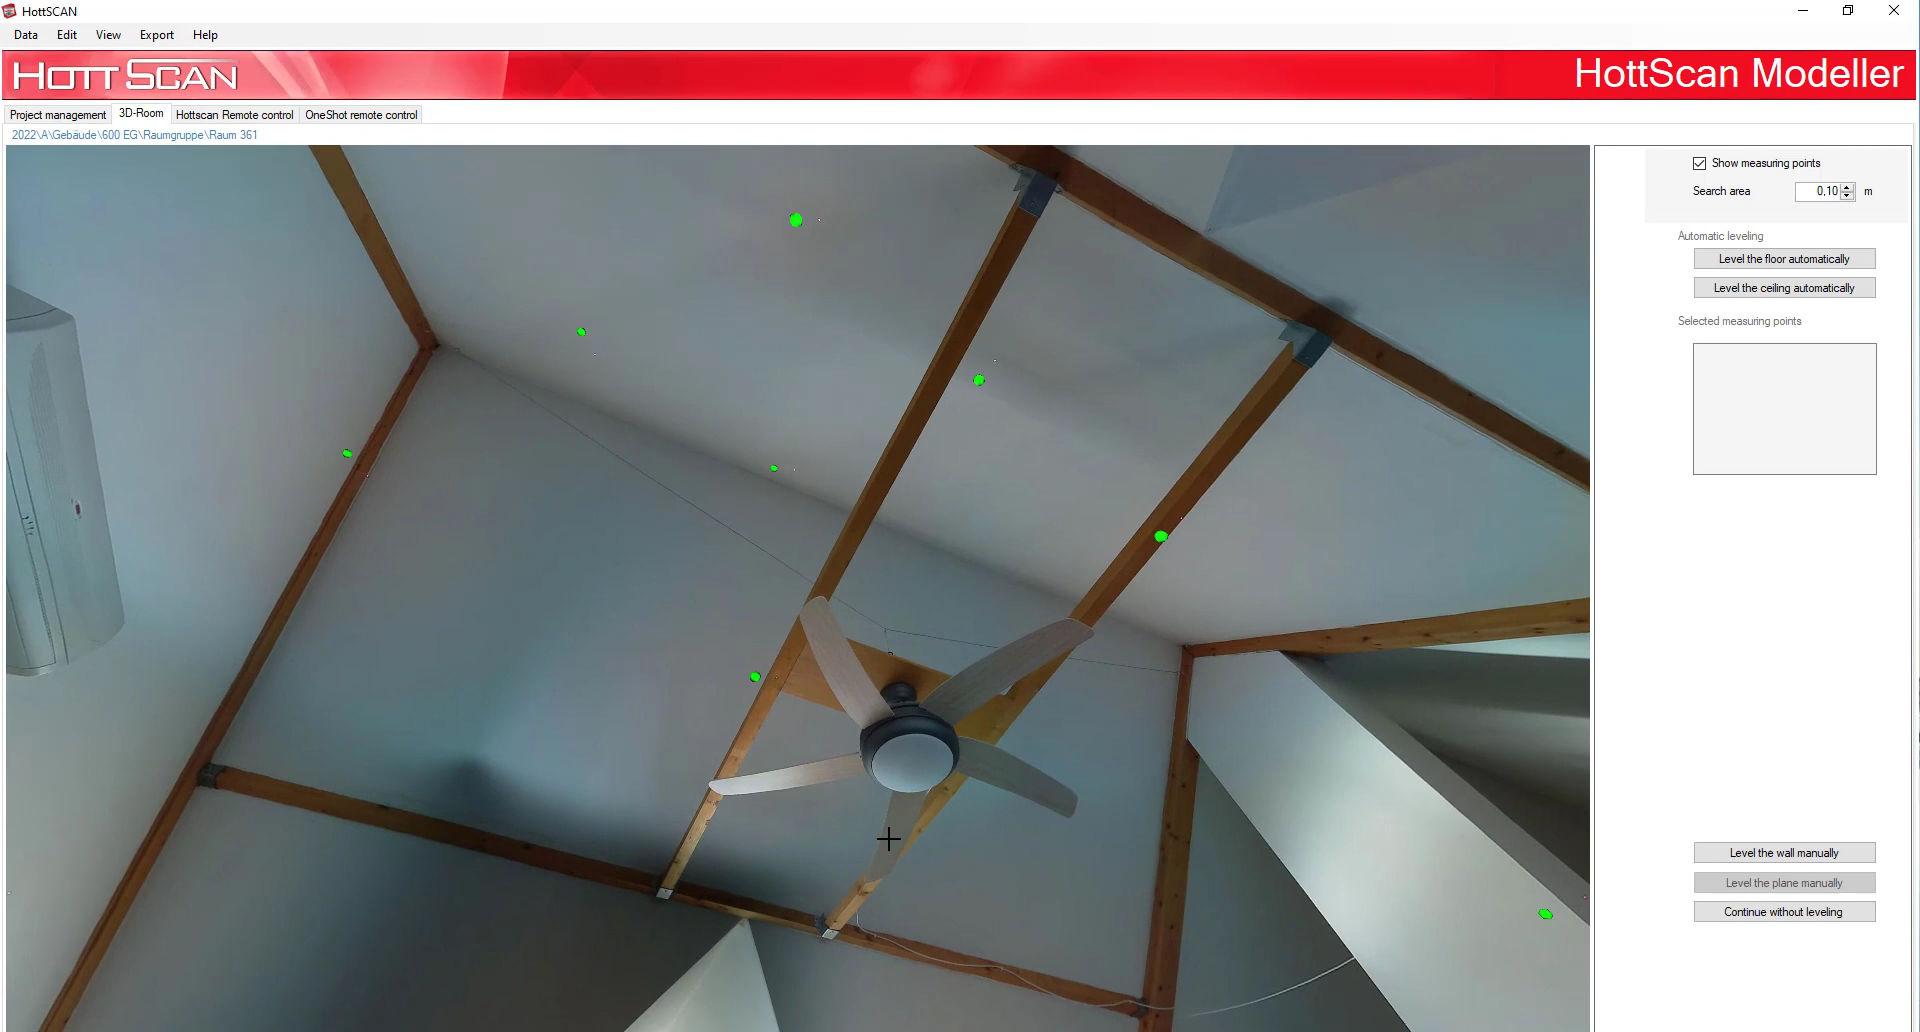 HottSCAN
Data Edit View Export Help
HOTTSCAN HottScan Modeller
Project management 3D-Room Hottscan Remote control OneShot remote control
2022\A\Gebäude\600 EG\Raumgruppe\Raum 361
Show measuring points
Search area 0,10 m
Automatic leveling
Level the floor automatically
Level the ceiling automatically
Selected measuring points
Level the wall manually
Level the plane manually
Continue without leveling